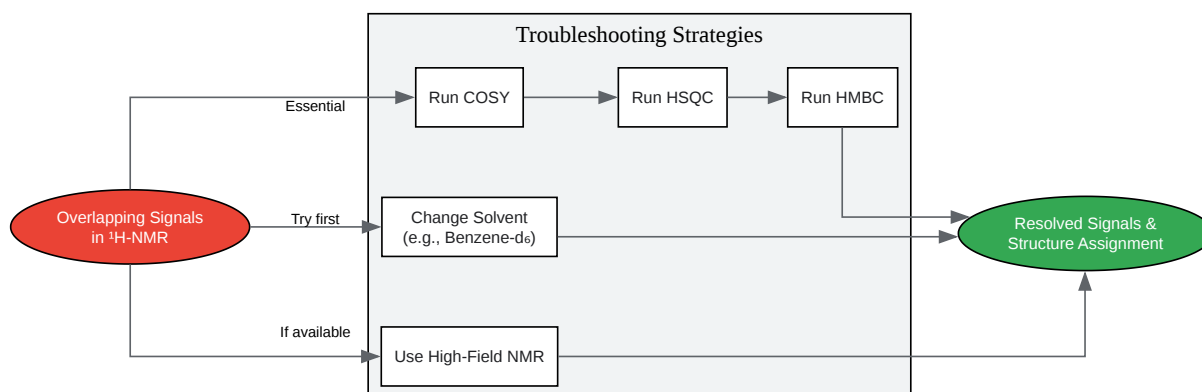 Troubleshooting Strategies
Essential
Run COSY
Run HSQC
Run HMBC
Overlapping Signals
in ¹H-NMR
Try first
Change Solvent
(e.g., Benzene-d₆)
Resolved Signals &
Structure Assignment
If available
Use High-Field NMR